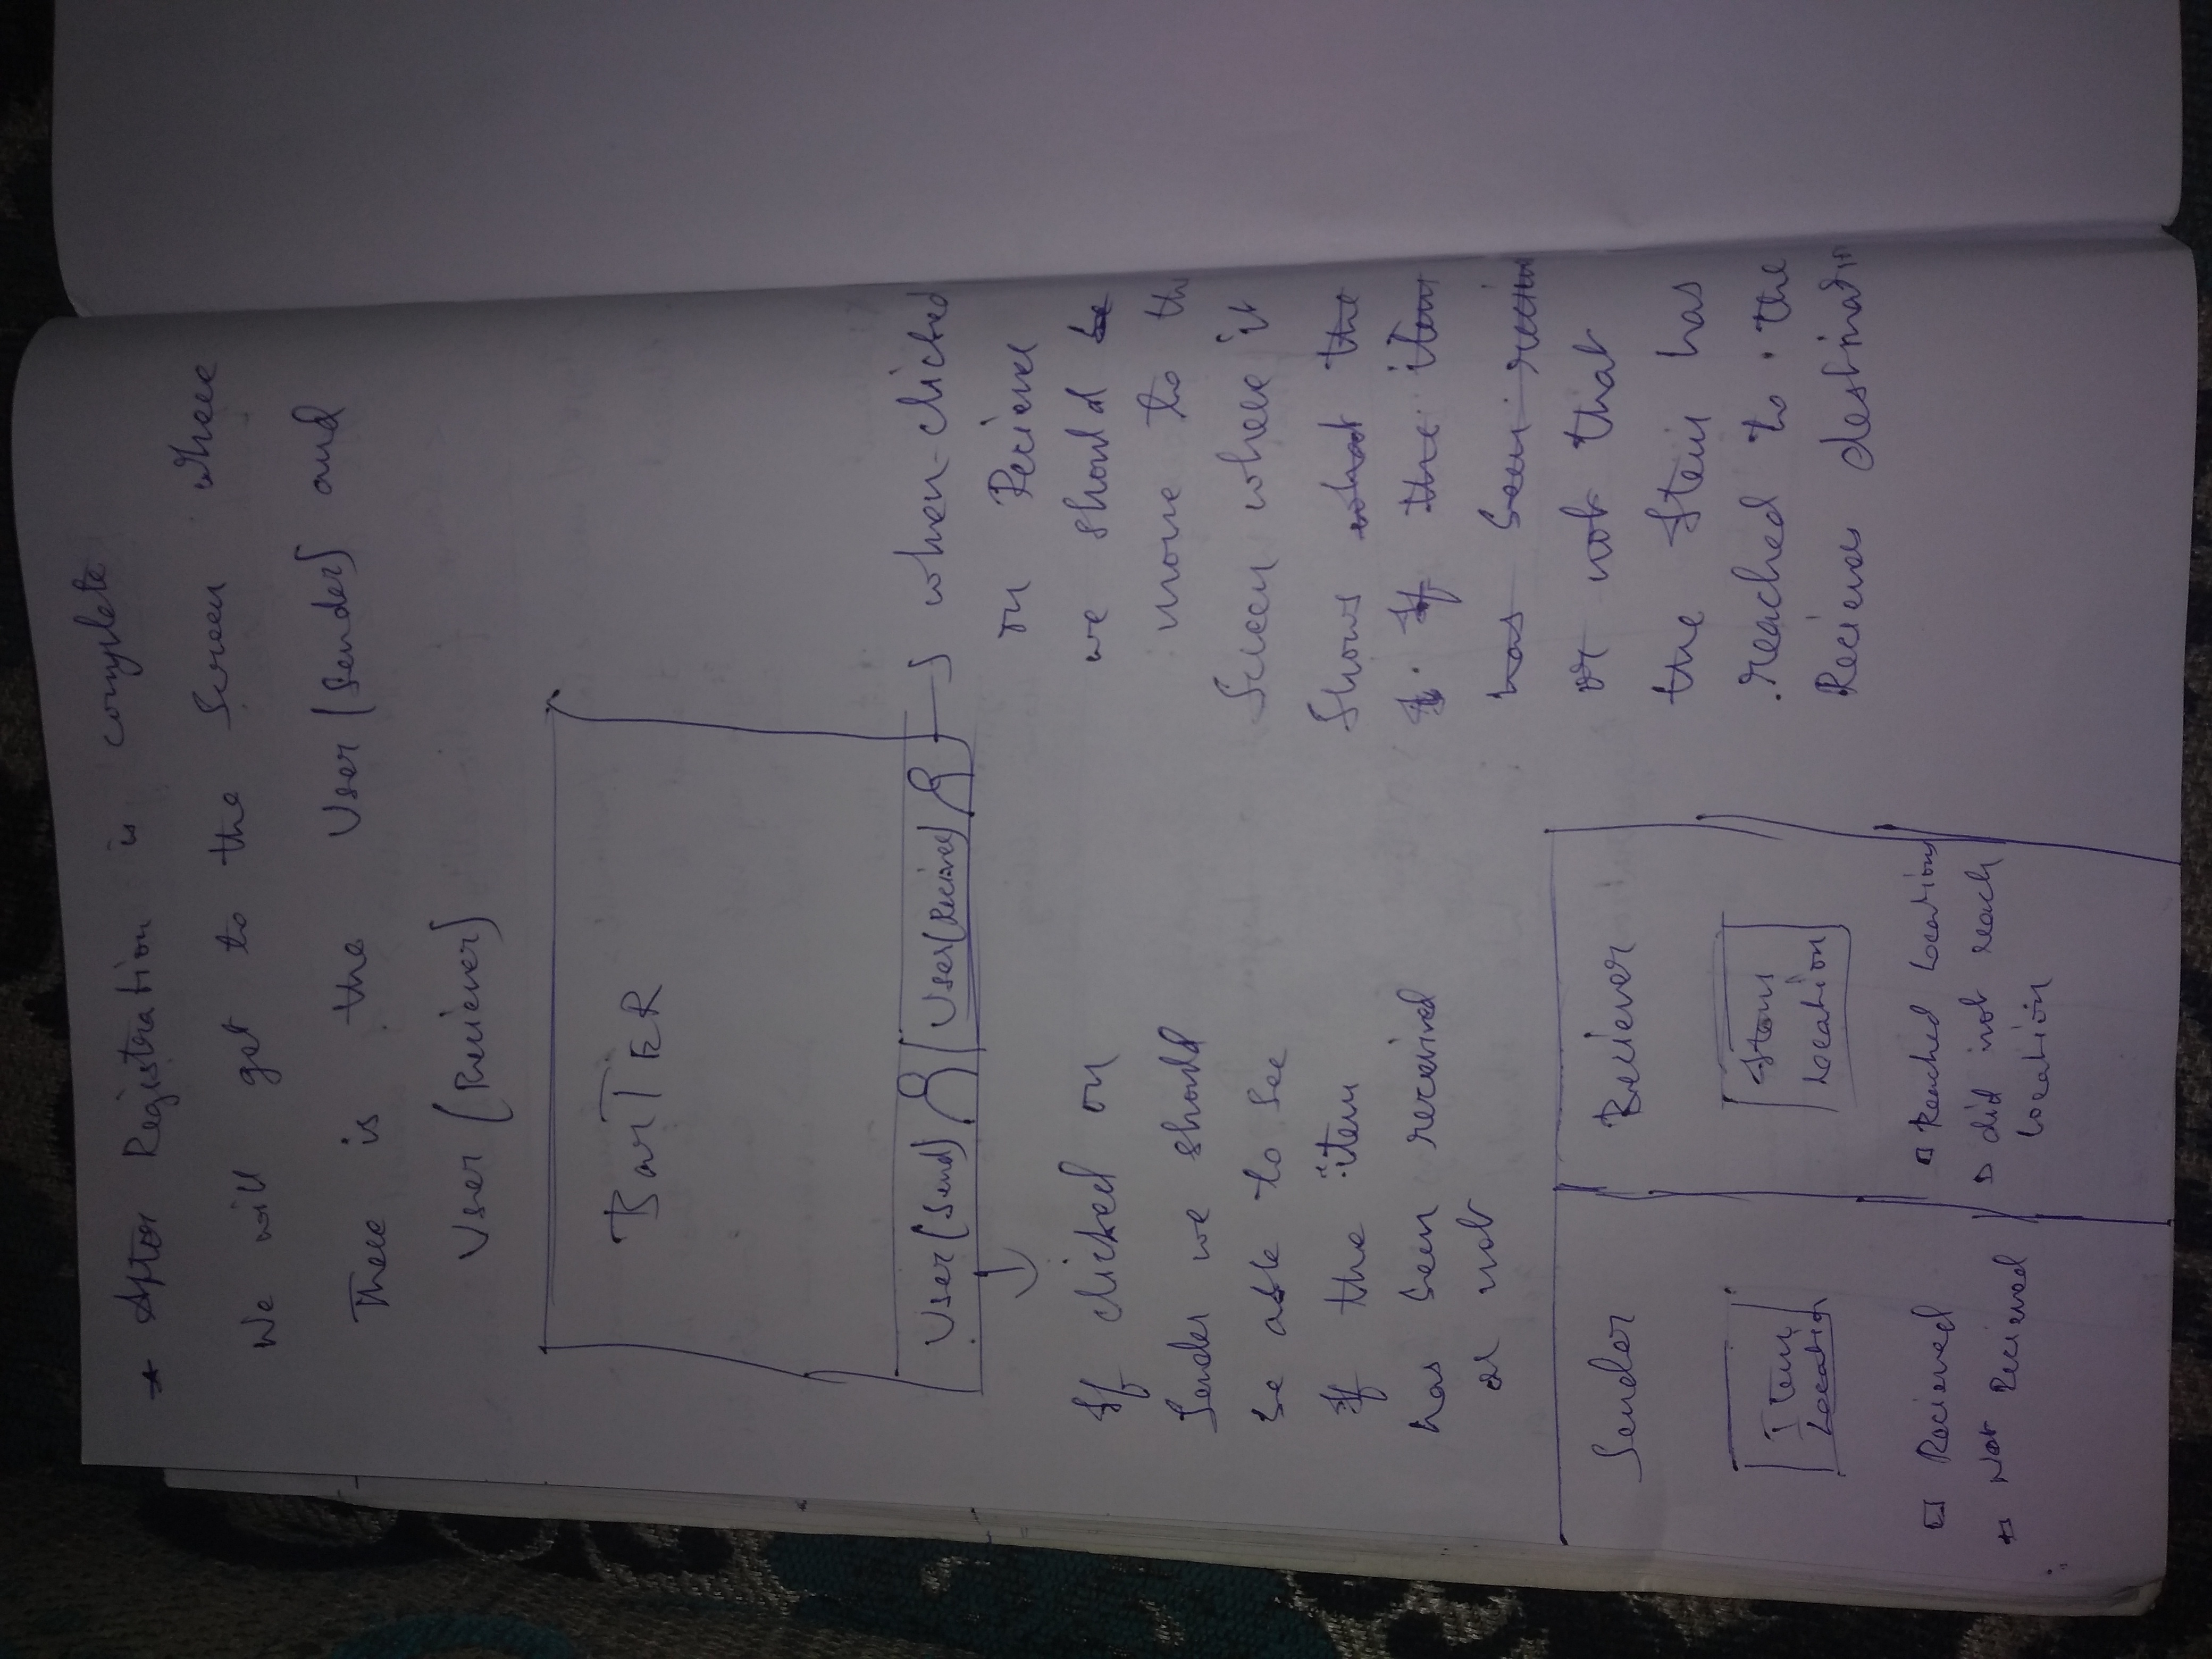 * After Registration is complete
We will get to the Screen where
There is the User (Sender) and
User (Reciever)
BarTER
User (Send) User (Recieved)
when clicked
on Reciever
we should be
move to th
Screen where it
Shows what the
If the item
has been reciev
or not that
the Item has
reached to the
Recievers destinatin
If clicked on
Sender we should
be able to see
If the item
has been received
or not
Sender
Item
Location
Recieved
Not Recieved
Reciever
Item
Location
Reached Locations
did not reach
location